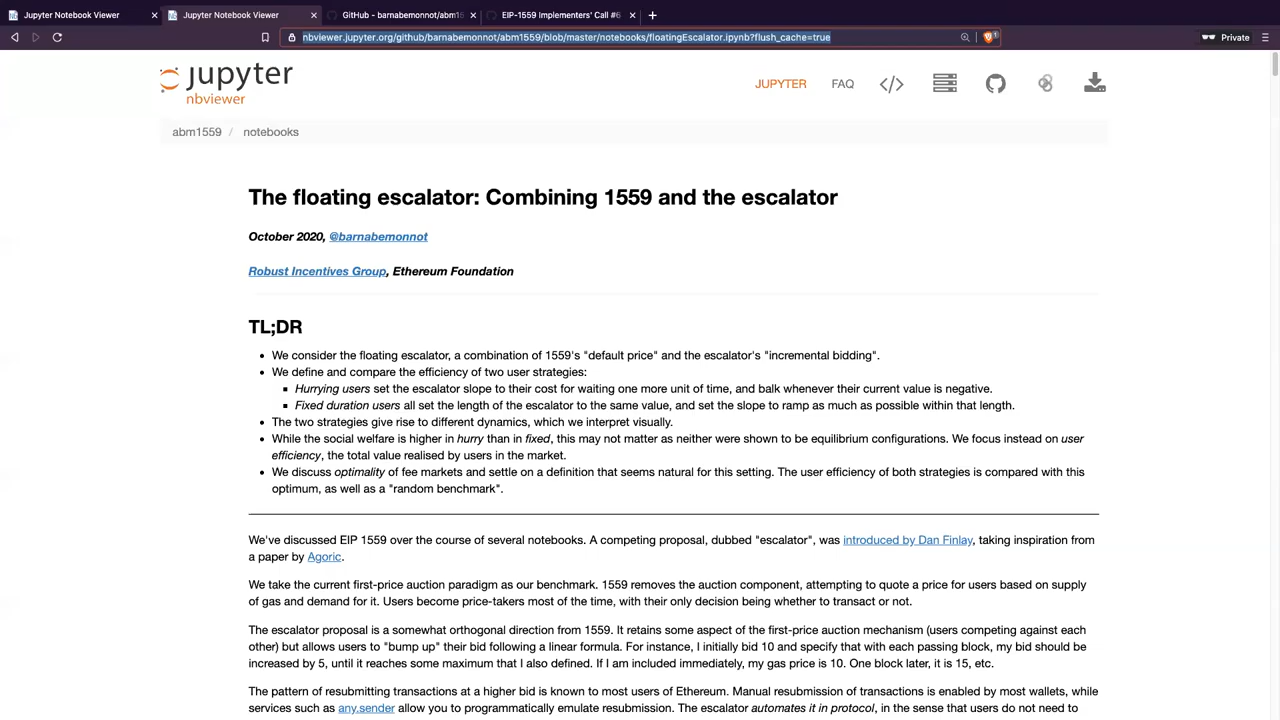 Jupyter Notebook Viewer
Jupyter Notebook Viewer
GitHub - barnabemonnot/abm15
EIP-1559 Implementers' Call #6
nbviewer.jupyter.org/github/barnabemonnot/abm1559/blob/master/notebooks/floatingEscalator.ipynb?flush_cache=true
Private
jupyter
nbviewer
JUPYTER
FAQ
abm1559 / notebooks
The floating escalator: Combining 1559 and the escalator
October 2020, @barnabemonnot
Robust Incentives Group, Ethereum Foundation
TL;DR
• We consider the floating escalator, a combination of 1559's "default price" and the escalator's "incremental bidding".
• We define and compare the efficiency of two user strategies:
▪ Hurrying users set the escalator slope to their cost for waiting one more unit of time, and balk whenever their current value is negative.
▪ Fixed duration users all set the length of the escalator to the same value, and set the slope to ramp as much as possible within that length.
• The two strategies give rise to different dynamics, which we interpret visually.
• While the social welfare is higher in hurry than in fixed, this may not matter as neither were shown to be equilibrium configurations. We focus instead on user
efficiency, the total value realised by users in the market.
• We discuss optimality of fee markets and settle on a definition that seems natural for this setting. The user efficiency of both strategies is compared with this
optimum, as well as a "random benchmark".
We've discussed EIP 1559 over the course of several notebooks. A competing proposal, dubbed "escalator", was introduced by Dan Finlay, taking inspiration from
a paper by Agoric.
We take the current first-price auction paradigm as our benchmark. 1559 removes the auction component, attempting to quote a price for users based on supply
of gas and demand for it. Users become price-takers most of the time, with their only decision being whether to transact or not.
The escalator proposal is a somewhat orthogonal direction from 1559. It retains some aspect of the first-price auction mechanism (users competing against each
other) but allows users to "bump up" their bid following a linear formula. For instance, I initially bid 10 and specify that with each passing block, my bid should be
increased by 5, until it reaches some maximum that I also defined. If I am included immediately, my gas price is 10. One block later, it is 15, etc.
The pattern of resubmitting transactions at a higher bid is known to most users of Ethereum. Manual resubmission of transactions is enabled by most wallets, while
services such as any.sender allow you to programmatically emulate resubmission. The escalator automates it in protocol, in the sense that users do not need to